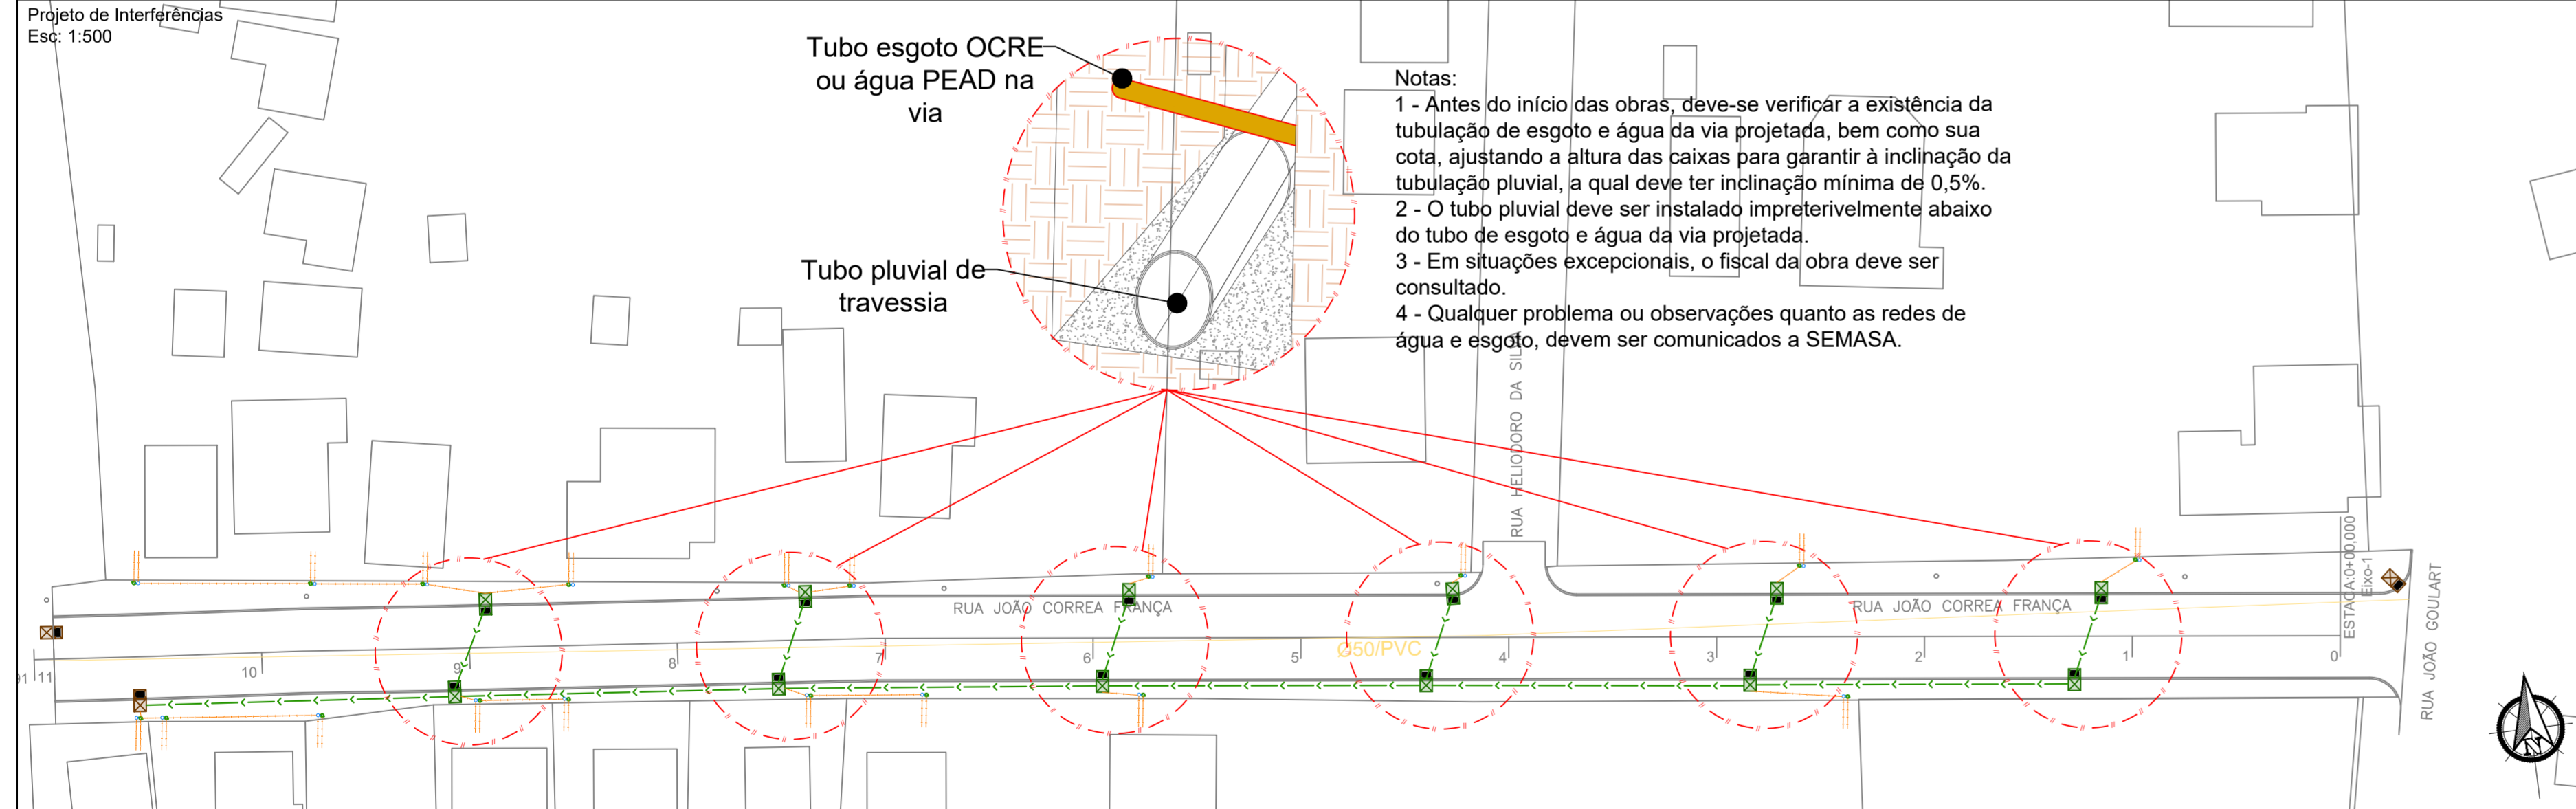 Projeto de Interferências
Esc: 1:500
Tubo esgoto OCRE
ou água PEAD na
via
Tubo pluvial de
travessia
Notas:
1 - Antes do início das obras, deve-se verificar a existência da
tubulação de esgoto e água da via projetada, bem como sua
cota, ajustando a altura das caixas para garantir à inclinação da
tubulação pluvial, a qual deve ter inclinação mínima de 0,5%.
2 - O tubo pluvial deve ser instalado impreterivelmente abaixo
do tubo de esgoto e água da via projetada.
3 - Em situações excepcionais, o fiscal da obra deve ser
consultado.
4 - Qualquer problema ou observações quanto as redes de
água e esgoto, devem ser comunicados a SEMASA.
RUA HELIODORO DA SILVA
RUA JOÃO CORREA FRANÇA
RUA JOÃO CORREA FRANÇA
ESTACA:0+00,000
Eixo-1
RUA JOÃO GOULART
Ø50/PVC
91
11
10
9
8
7
6
5
4
3
2
1
0
N